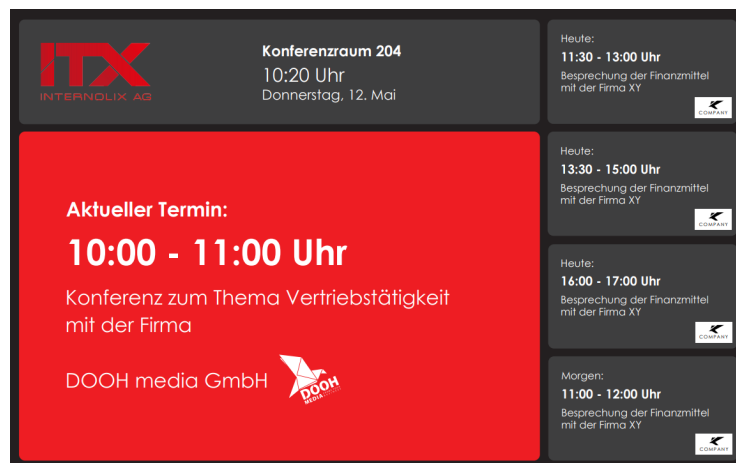 ITX
INTERNOLIX AG
Konferenzraum 204
10:20 Uhr
Donnerstag, 12. Mai
Aktueller Termin:
10:00 - 11:00 Uhr
Konferenz zum Thema Vertriebstätigkeit
mit der Firma
DOOH media GmbH
DOOH
MEDIA
Heute:
11:30 - 13:00 Uhr
Besprechung der Finanzmittel
mit der Firma XY
COMPANY
Heute:
13:30 - 15:00 Uhr
Besprechung der Finanzmittel
mit der Firma XY
COMPANY
Heute:
16:00 - 17:00 Uhr
Besprechung der Finanzmittel
mit der Firma XY
COMPANY
Morgen:
11:00 - 12:00 Uhr
Besprechung der Finanzmittel
mit der Firma XY
COMPANY